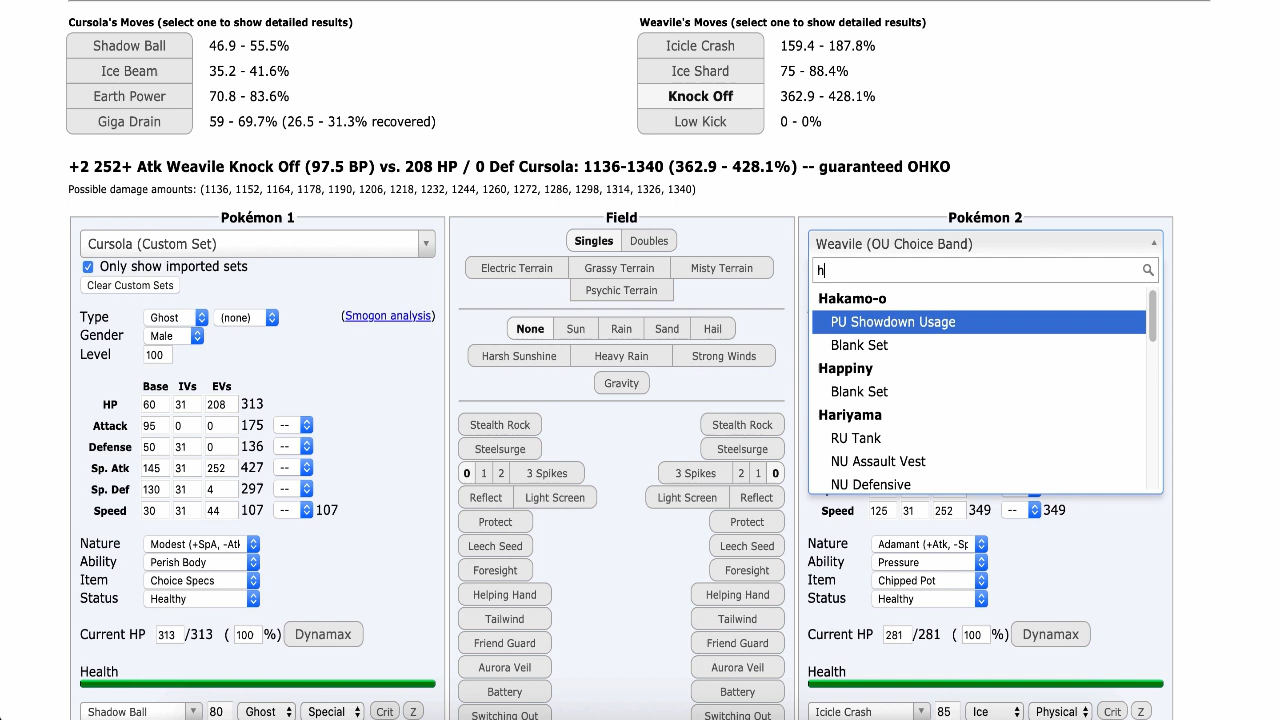 Cursola's Moves (select one to show detailed results)
Shadow Ball 46.9 - 55.5%
Ice Beam 35.2 - 41.6%
Earth Power 70.8 - 83.6%
Giga Drain 59 - 69.7% (26.5 - 31.3% recovered)
Weavile's Moves (select one to show detailed results)
Icicle Crash 159.4 - 187.8%
Ice Shard 75 - 88.4%
Knock Off 362.9 - 428.1%
Low Kick 0 - 0%
+2 252+ Atk Weavile Knock Off (97.5 BP) vs. 208 HP / 0 Def Cursola: 1136-1340 (362.9 - 428.1%) -- guaranteed OHKO
Possible damage amounts: (1136, 1152, 1164, 1178, 1190, 1206, 1218, 1232, 1244, 1260, 1272, 1286, 1298, 1314, 1326, 1340)
Pokémon 1
Cursola (Custom Set)
Only show imported sets
Clear Custom Sets
Type Ghost (none) (Smogon analysis)
Gender Male
Level 100
Base IVs EVs
HP 60 31 208 313
Attack 95 0 0 175 --
Defense 50 31 0 136 --
Sp. Atk 145 31 252 427 --
Sp. Def 130 31 4 297 --
Speed 30 31 44 107 -- 107
Nature Modest (+SpA, -Atk
Ability Perish Body
Item Choice Specs
Status Healthy
Current HP 313 /313 ( 100 %) Dynamax
Health
Shadow Ball 80 Ghost Special Crit Z
Field
Singles Doubles
Electric Terrain Grassy Terrain Misty Terrain
Psychic Terrain
None Sun Rain Sand Hail
Harsh Sunshine Heavy Rain Strong Winds
Gravity
Stealth Rock Stealth Rock
Steelsurge Steelsurge
0 1 2 3 Spikes 3 Spikes 2 1 0
Reflect Light Screen Light Screen Reflect
Protect Protect
Leech Seed Leech Seed
Foresight Foresight
Helping Hand Helping Hand
Tailwind Tailwind
Friend Guard Friend Guard
Aurora Veil Aurora Veil
Battery Battery
Switching Out Switching Out
Pokémon 2
Weavile (OU Choice Band)
h
Hakamo-o
PU Showdown Usage
Blank Set
Happiny
Blank Set
Hariyama
RU Tank
NU Assault Vest
NU Defensive
Speed 125 31 252 349 -- 349
Nature Adamant (+Atk, -Sp
Ability Pressure
Item Chipped Pot
Status Healthy
Current HP 281 /281 ( 100 %) Dynamax
Health
Icicle Crash 85 Ice Physical Crit Z